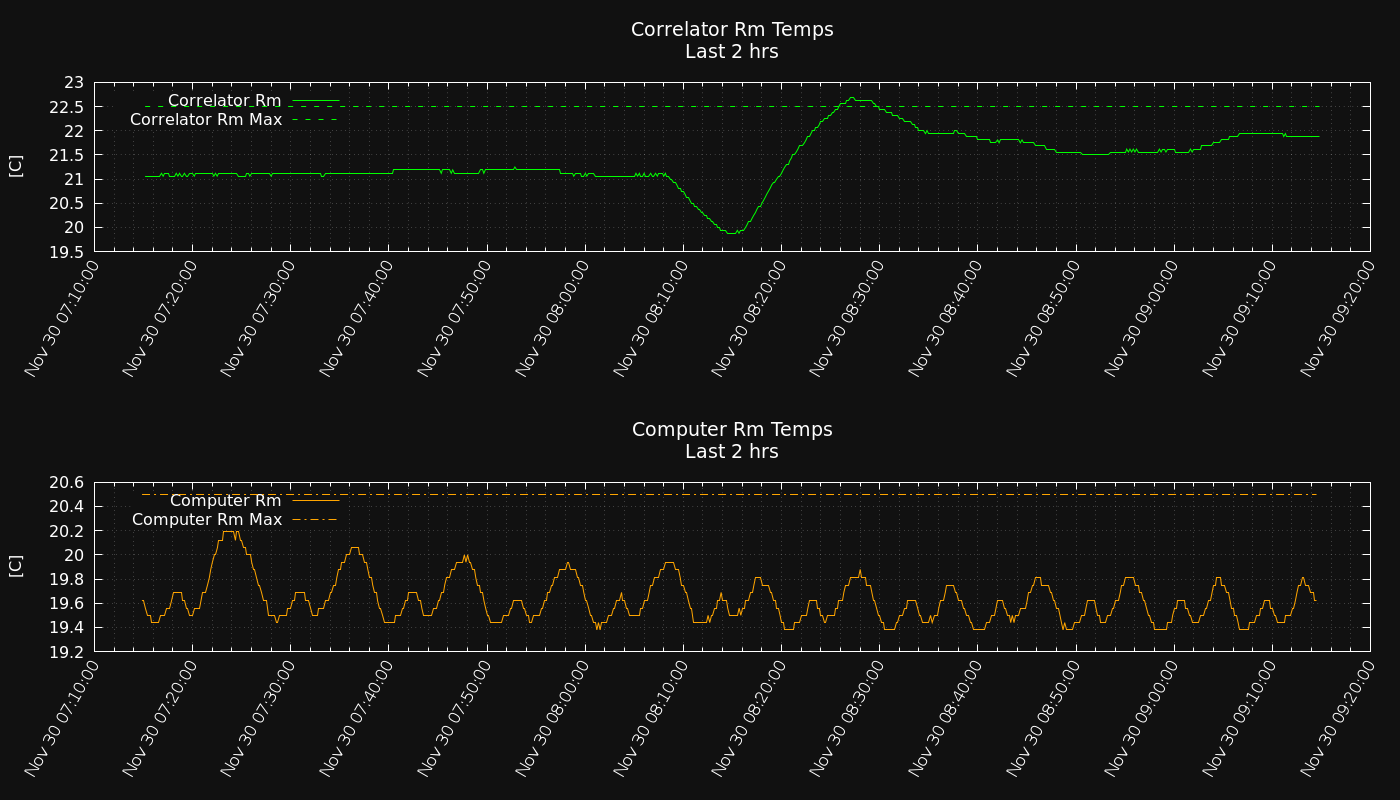 Correlator Rm Temps
Last 2 hrs
[C]
23
22.5
22
21.5
21
20.5
20
19.5
Correlator Rm
Correlator Rm Max
Nov 30 07:10:00
Nov 30 07:20:00
Nov 30 07:30:00
Nov 30 07:40:00
Nov 30 07:50:00
Nov 30 08:00:00
Nov 30 08:10:00
Nov 30 08:20:00
Nov 30 08:30:00
Nov 30 08:40:00
Nov 30 08:50:00
Nov 30 09:00:00
Nov 30 09:10:00
Nov 30 09:20:00
Computer Rm Temps
Last 2 hrs
[C]
20.6
20.4
20.2
20
19.8
19.6
19.4
19.2
Computer Rm
Computer Rm Max
Nov 30 07:10:00
Nov 30 07:20:00
Nov 30 07:30:00
Nov 30 07:40:00
Nov 30 07:50:00
Nov 30 08:00:00
Nov 30 08:10:00
Nov 30 08:20:00
Nov 30 08:30:00
Nov 30 08:40:00
Nov 30 08:50:00
Nov 30 09:00:00
Nov 30 09:10:00
Nov 30 09:20:00